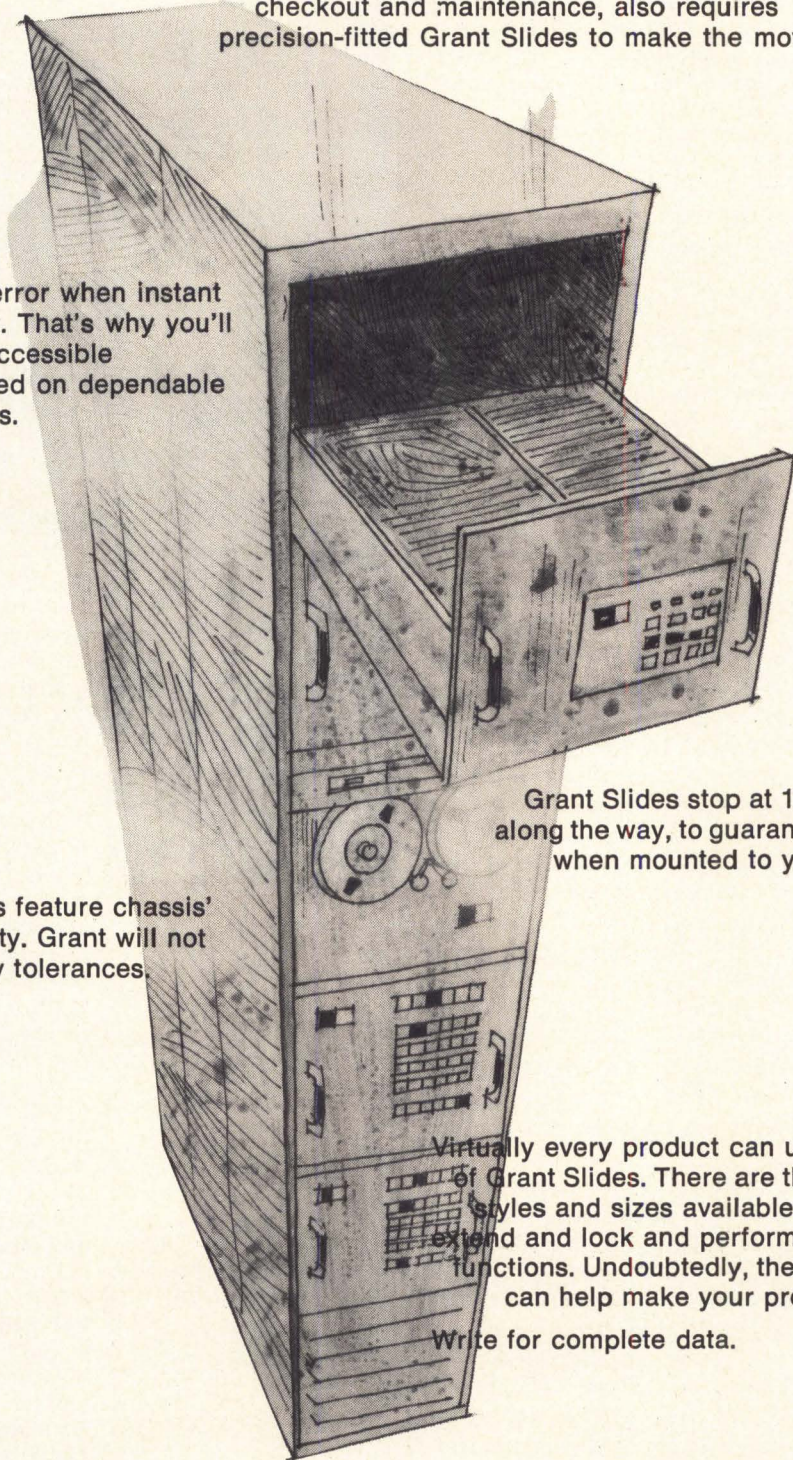 checkout and maintenance, also requires
precision-fitted Grant Slides to make the mov
error when instant
. That's why you'll
ccessible
ed on dependable
s.
Grant Slides stop at 1
along the way, to guaran
when mounted to y
s feature chassis'
ty. Grant will not
y tolerances.
Virtually every product can u
of Grant Slides. There are th
styles and sizes available
extend and lock and perform
functions. Undoubtedly, the
can help make your pro
Write for complete data.